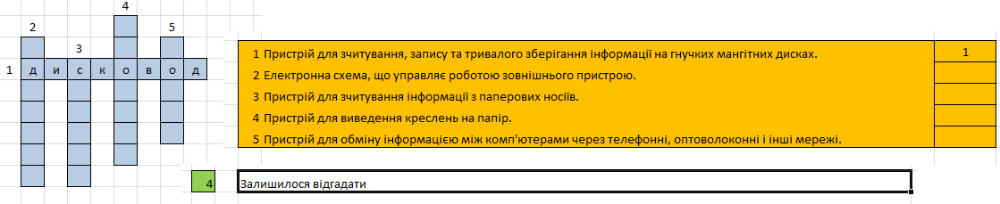 4
2
5
3
1 д и с к о в о д
1 Пристрій для зчитування, запису та тривалого зберігання інформації на гнучких мангітних дисках. 1
2 Електронна схема, що управляє роботою зовнішнього пристрою.
3 Пристрій для зчитування інформації з паперових носіїв.
4 Пристрій для виведення креслень на папір.
5 Пристрій для обміну інформацією між комп'ютерами через телефонні, оптоволоконні і інші мережі.
4 Залишилося відгадати